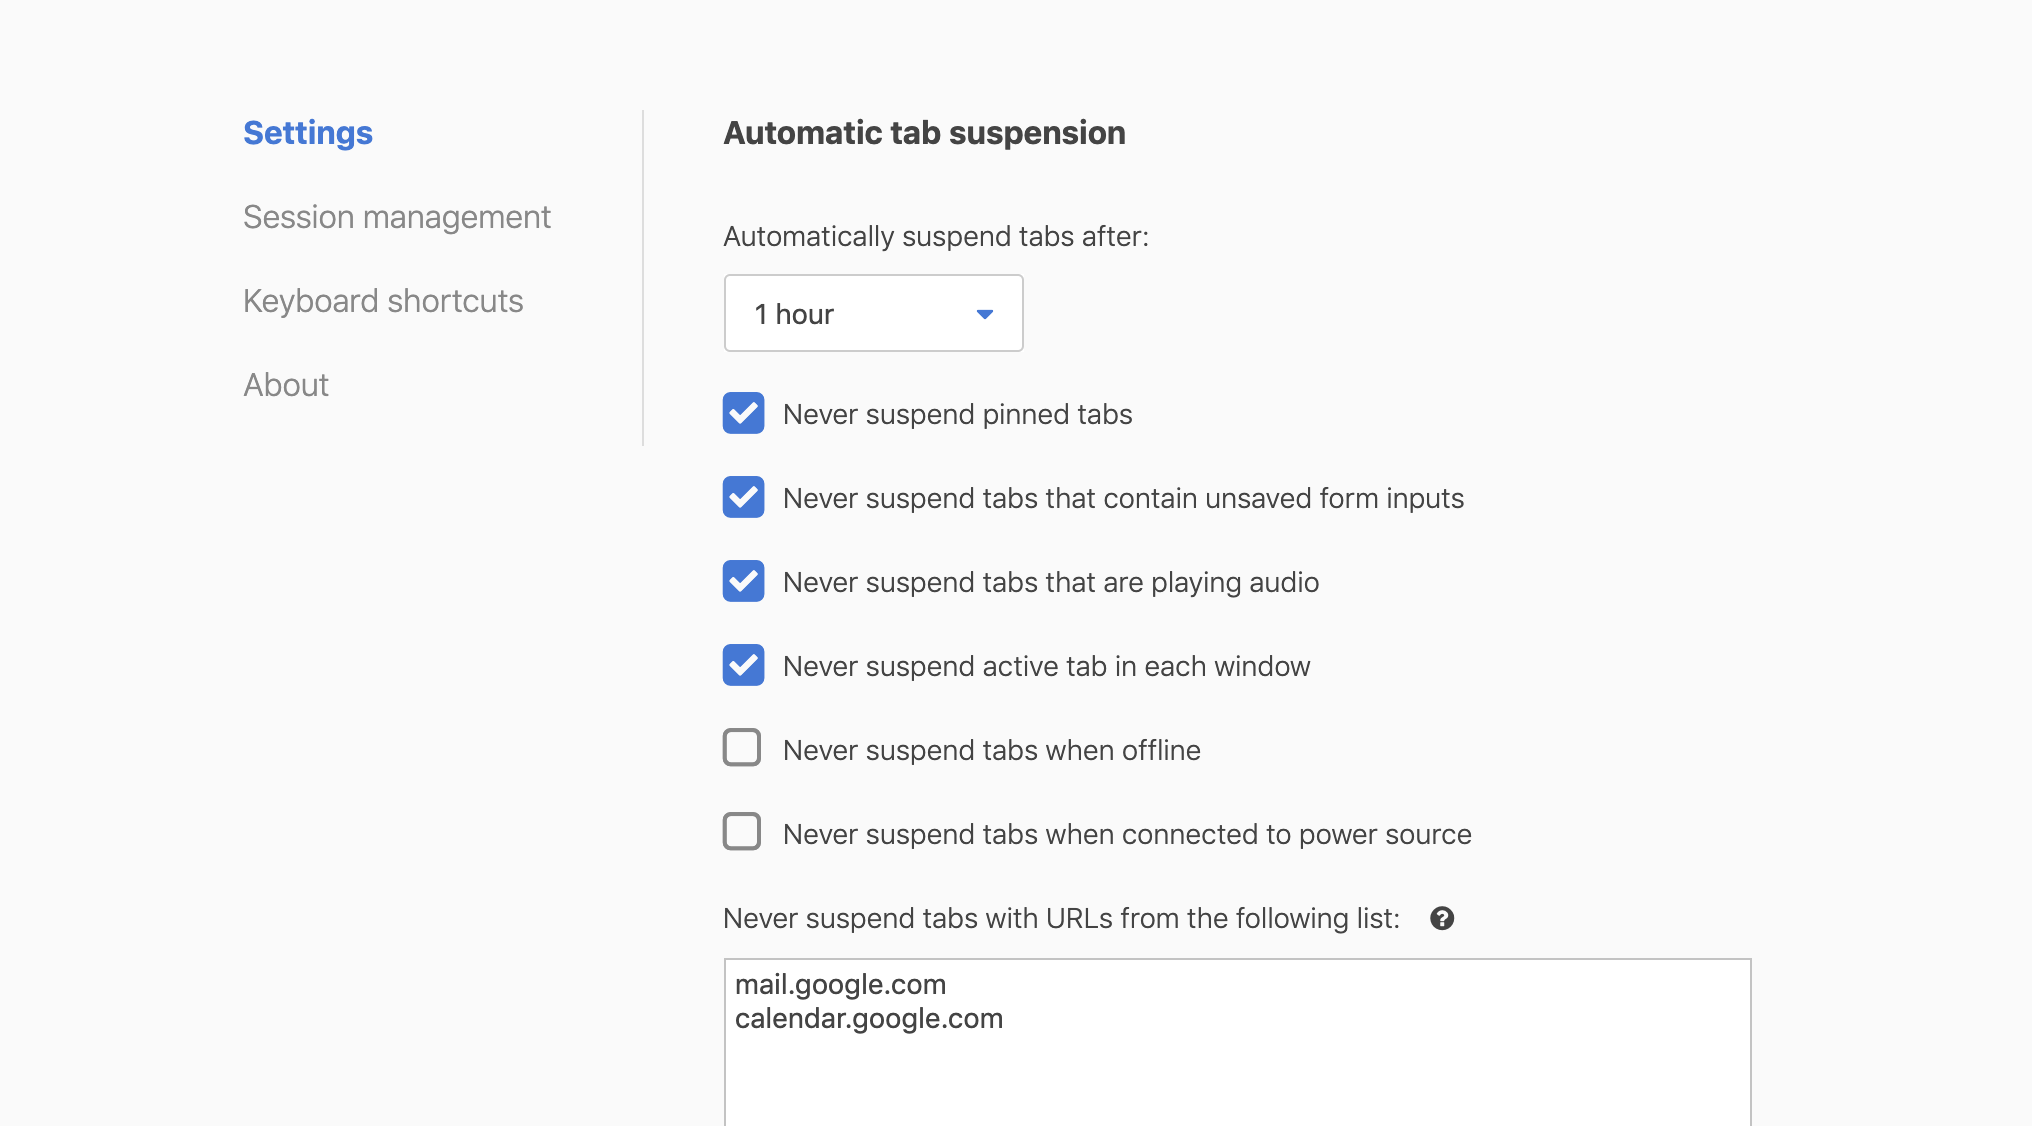 Settings
Session management
Keyboard shortcuts
About
Automatic tab suspension
Automatically suspend tabs after:
1 hour
Never suspend pinned tabs
Never suspend tabs that contain unsaved form inputs
Never suspend tabs that are playing audio
Never suspend active tab in each window
Never suspend tabs when offline
Never suspend tabs when connected to power source
Never suspend tabs with URLs from the following list: ?
mail.google.com
calendar.google.com